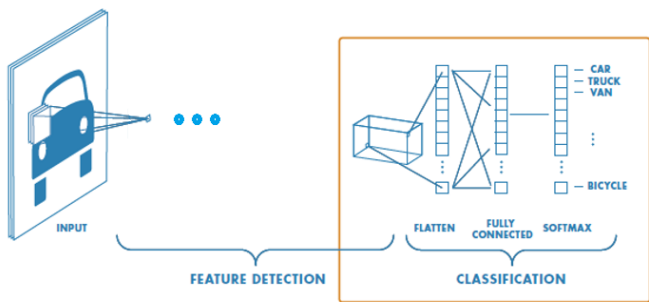 CAR
TRUCK
VAN
BICYCLE
INPUT
FLATTEN
FULLY
CONNECTED
SOFTMAX
FEATURE DETECTION
CLASSIFICATION